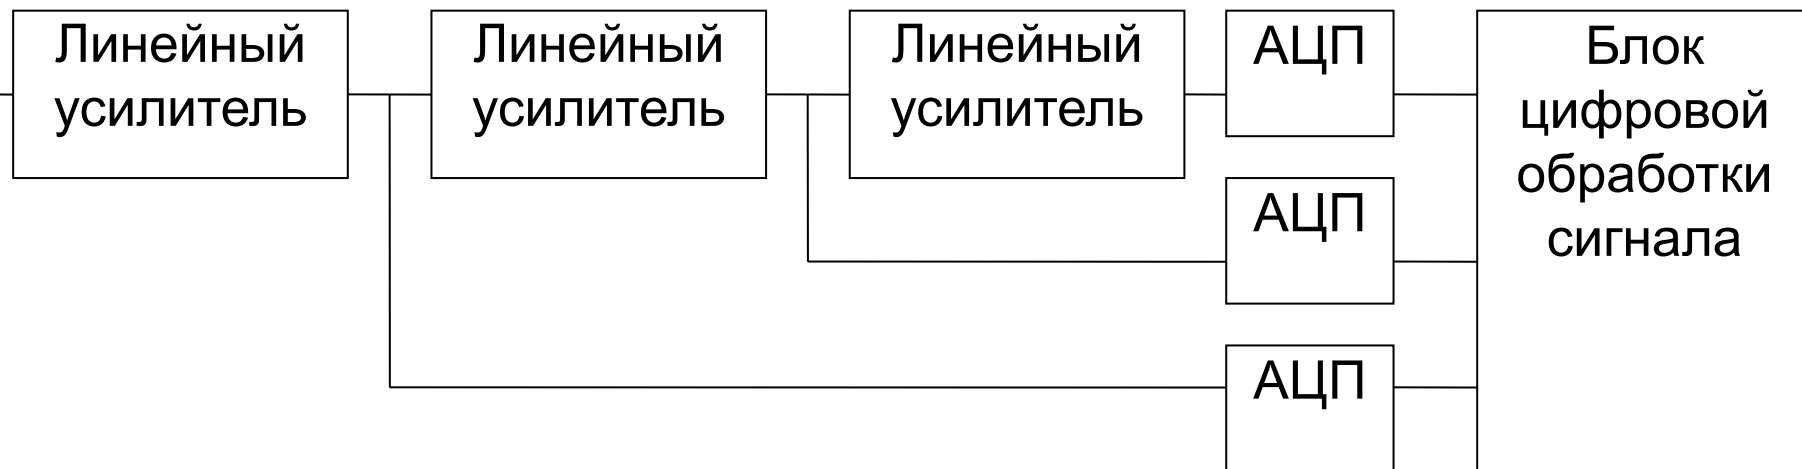 Линейный
усилитель
Линейный
усилитель
Линейный
усилитель
АЦП
АЦП
АЦП
Блок
цифровой
обработки
сигнала